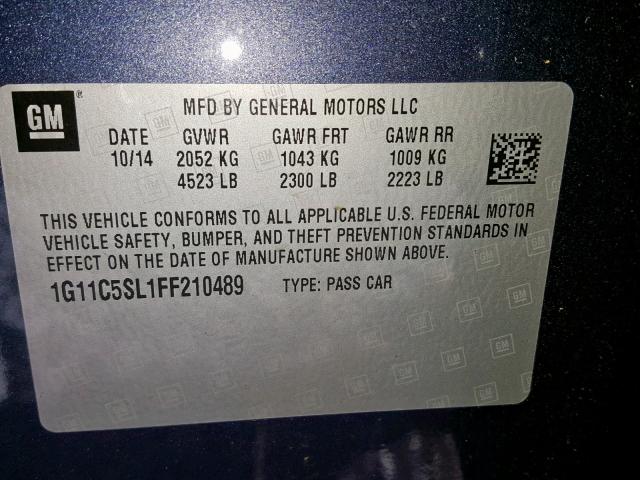 GM®
MFD BY GENERAL MOTORS LLC
DATE GVWR GAWR FRT GAWR RR
10/14 2052 KG 1043 KG 1009 KG
4523 LB 2300 LB 2223 LB
THIS VEHICLE CONFORMS TO ALL APPLICABLE U.S. FEDERAL MOTOR
VEHICLE SAFETY, BUMPER, AND THEFT PREVENTION STANDARDS IN
EFFECT ON THE DATE OF MANUFACTURE SHOWN ABOVE.
1G11C5SL1FF210489 TYPE: PASS CAR